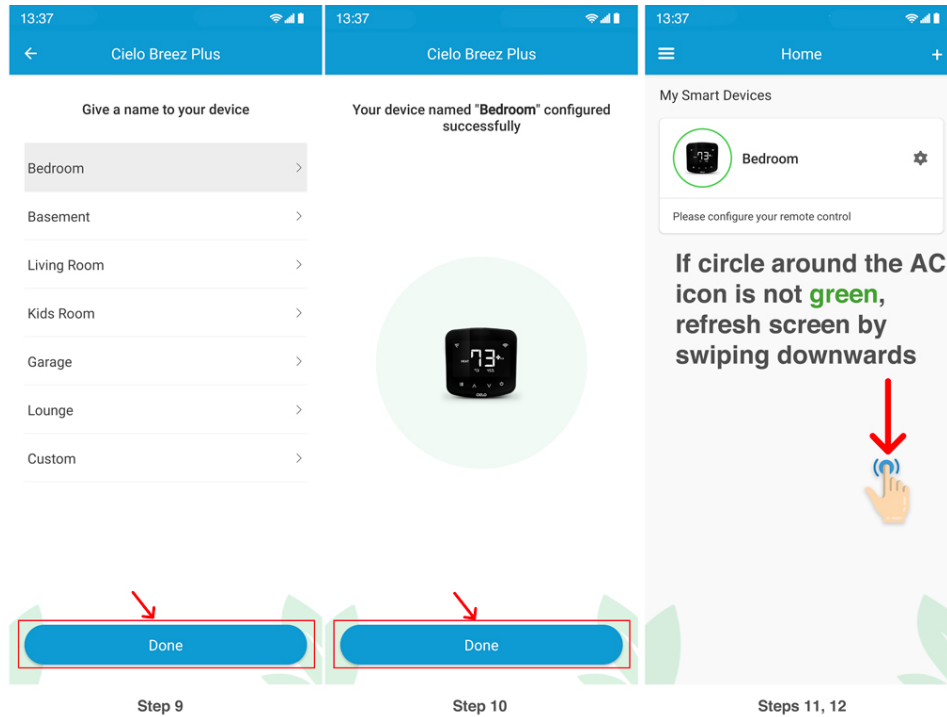 13:37
Cielo Breez Plus
Give a name to your device
Bedroom
Basement
Living Room
Kids Room
Garage
Lounge
Custom
Done
Step 9
13:37
Cielo Breez Plus
Your device named "Bedroom" configured
successfully
73
Done
Step 10
13:37
Home
My Smart Devices
73
Bedroom
Please configure your remote control
If circle around the AC
icon is not green,
refresh screen by
swiping downwards
Steps 11, 12